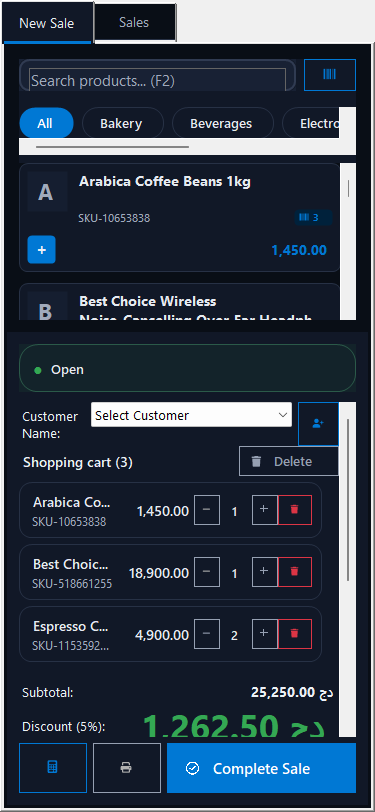 New Sale
Sales
Search products... (F2)
All
Bakery
Beverages
Electro
A
Arabica Coffee Beans 1kg
SKU-10653838
3
+
1,450.00
B
Best Choice Wireless
Noise-Cancelling Over-Ear Headph
Open
Customer Name:
Select Customer
Shopping cart (3)
Delete
Arabica Co...
SKU-10653838
1,450.00
−
1
+
Best Choic...
SKU-518661255
18,900.00
−
1
+
Espresso C...
SKU-1153592...
4,900.00
−
2
+
Subtotal:
25,250.00 دج
Discount (5%):
1,262.50 دج
Complete Sale